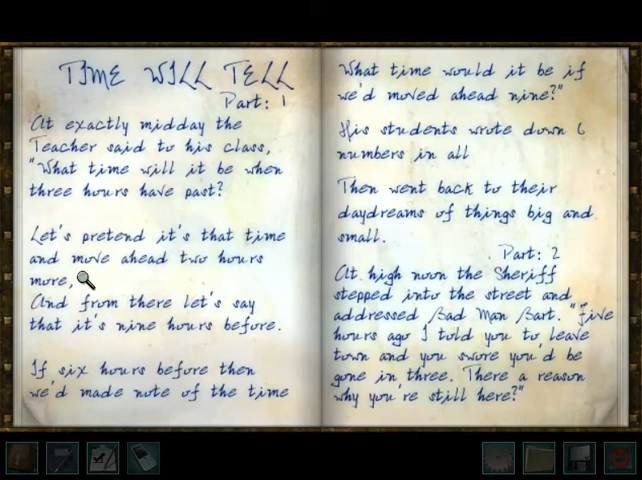 TIME WILL TELL
Part: 1
At exactly midday the
Teacher said to his class,
"What time will it be when
three hours have past?
Let's pretend it's that time
and move ahead two hours
more,
And from there let's say
that it's nine hours before.
If six hours before then
we'd made note of the time
What time would it be if
we'd moved ahead nine?"
His students wrote down 6
numbers in all
Then went back to their
daydreams of things big and
small.
Part: 2
At high noon the Sheriff
stepped into the street and
addressed Bad Man Bart. "Five
hours ago I told you to leave
town and you swore you'd be
gone in three. There a reason
why you're still here?"